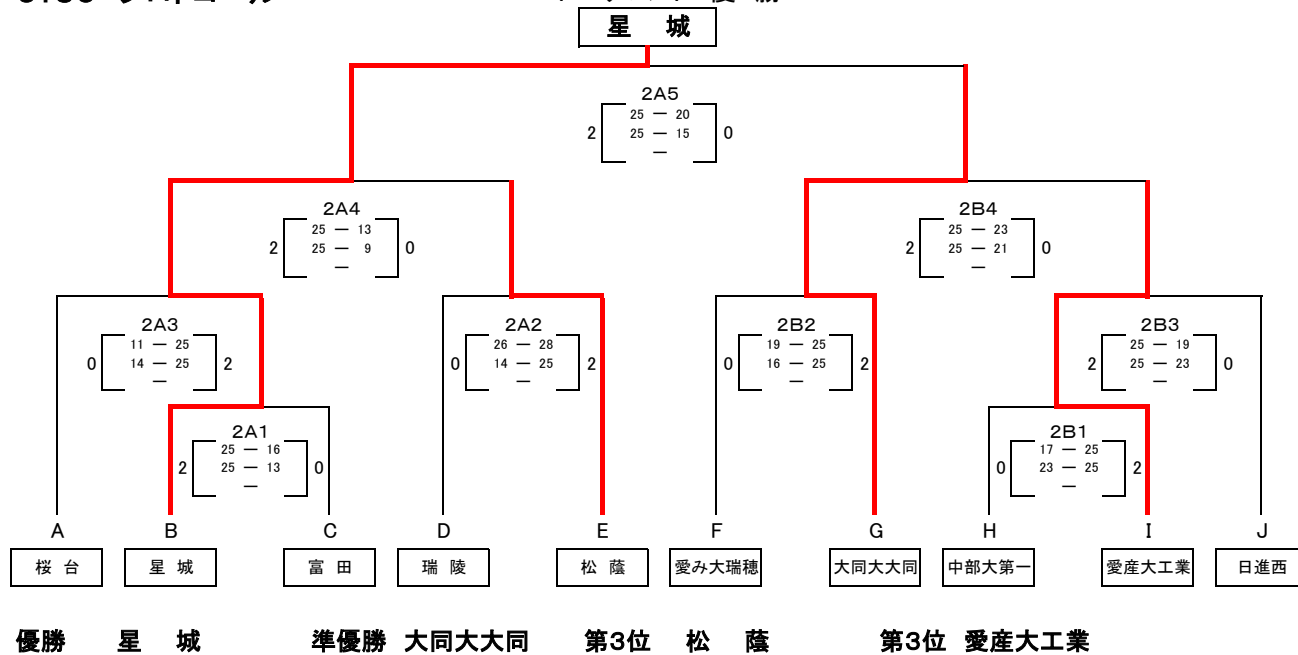 星 城
2A5
25 ― 20
2 25 ― 15 0
―
2A4 2B4
25 ― 13 25 ― 23
2 25 ― 9 0 2 25 ― 21 0
― ―
2A3 2A2 2B2 2B3
11 ― 25 26 ― 28 19 ― 25 25 ― 19
0 14 ― 25 2 0 14 ― 25 2 0 16 ― 25 2 2 25 ― 23 0
― ― ― ―
2A1 2B1
25 ― 16 17 ― 25
2 25 ― 13 0 0 23 ― 25 2
― ―
A B C D E F G H I J
桜 台 星 城 富 田 瑞 陵 松 蔭 愛み大瑞穂 大同大大同 中部大第一 愛産大工業 日進西
優勝 星 城 準優勝 大同大大同 第3位 松 蔭 第3位 愛産大工業